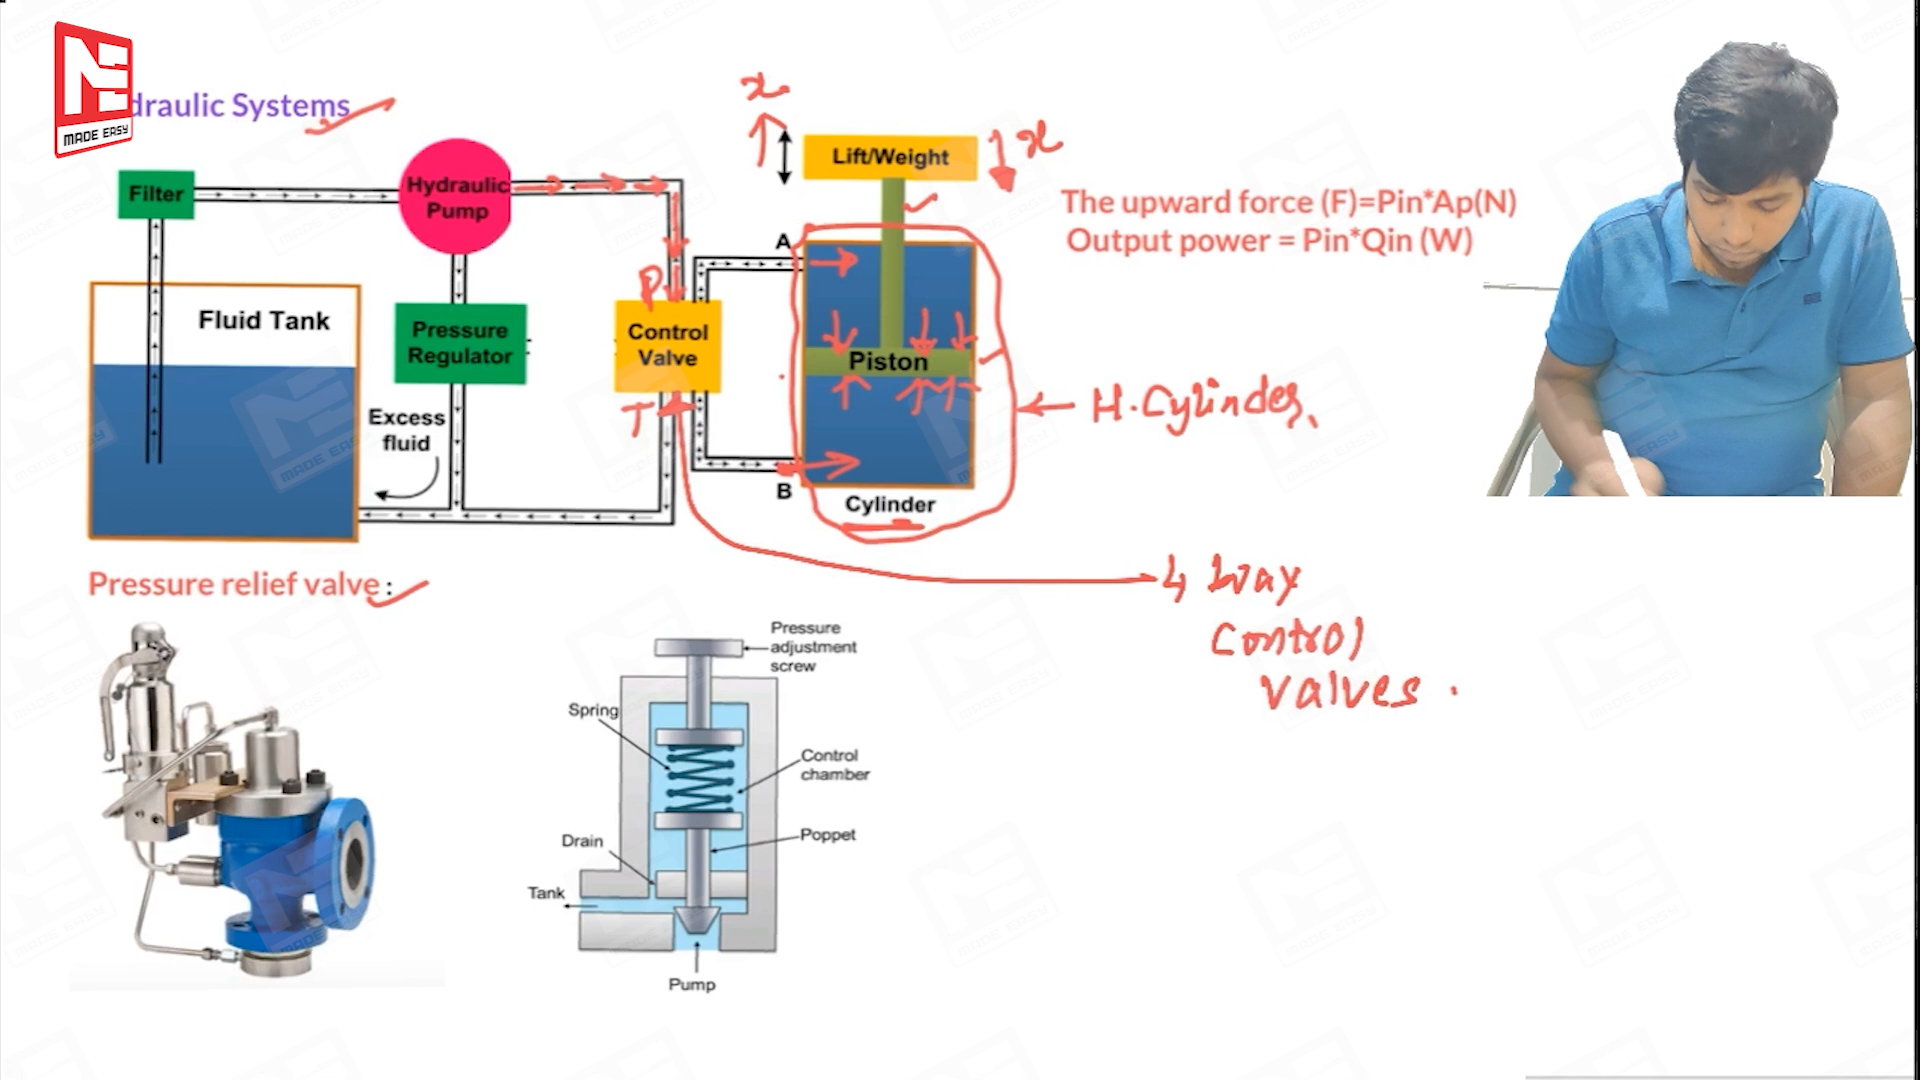 MADE EASY
draulic Systems
x
Lift/Weight
x
Filter
Hydraulic
Pump
The upward force (F)=Pin*Ap(N)
Output power = Pin*Qin (W)
A
P
Fluid Tank
Pressure
Regulator
Control
Valve
Piston
T
H. Cylinder,
Excess
fluid
B
Cylinder
Pressure relief valve :
4 way
control
valves .
Pressure
adjustment
screw
Spring
Control
chamber
Poppet
Drain
Tank
Pump